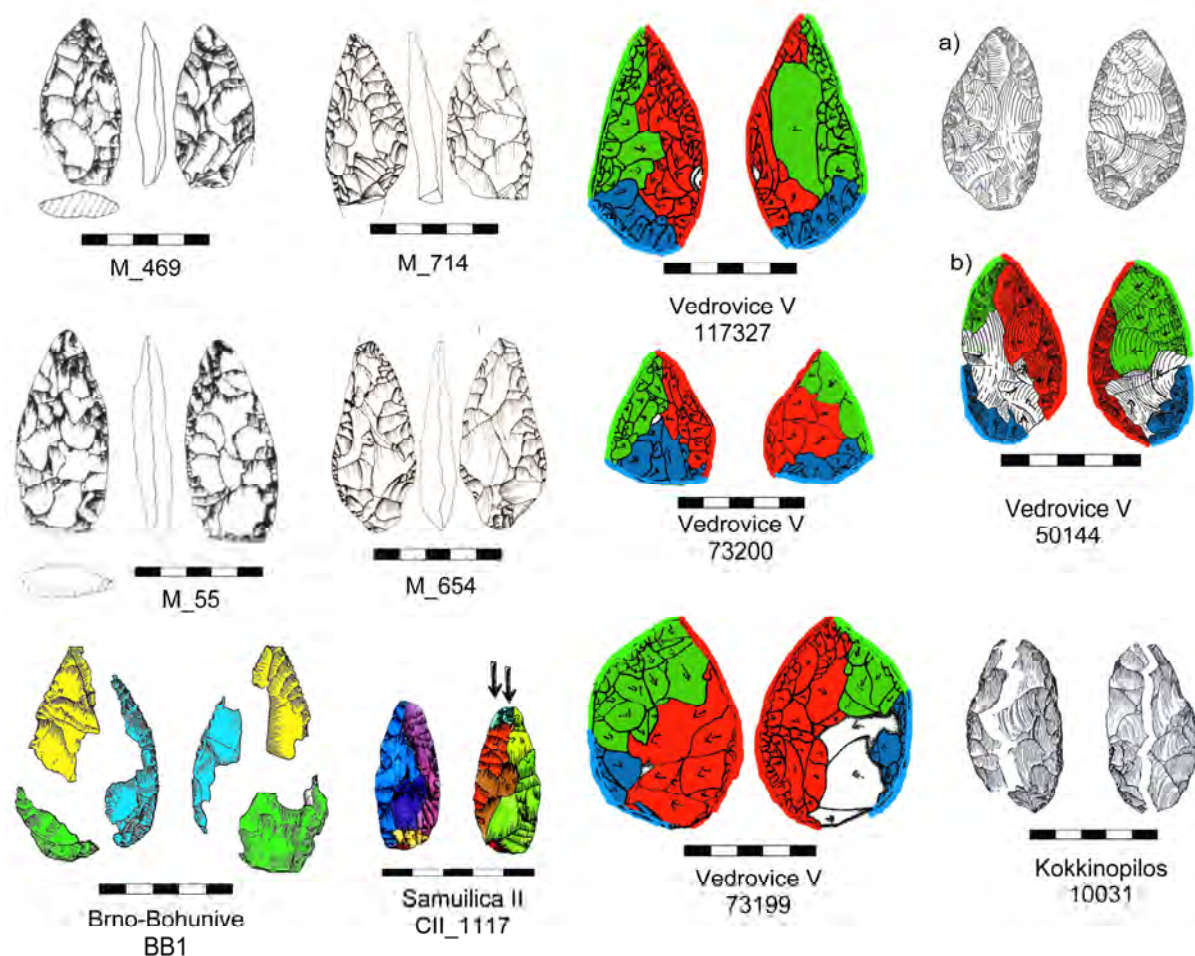 M_469
M_714
Vedrovice V
117327
a)
b)
M_55
M_654
Vedrovice V
73200
Vedrovice V
50144
Brno-Bohunive
BB1
Samuilica II
CII_1117
Vedrovice V
73199
Kokkinopilos
10031